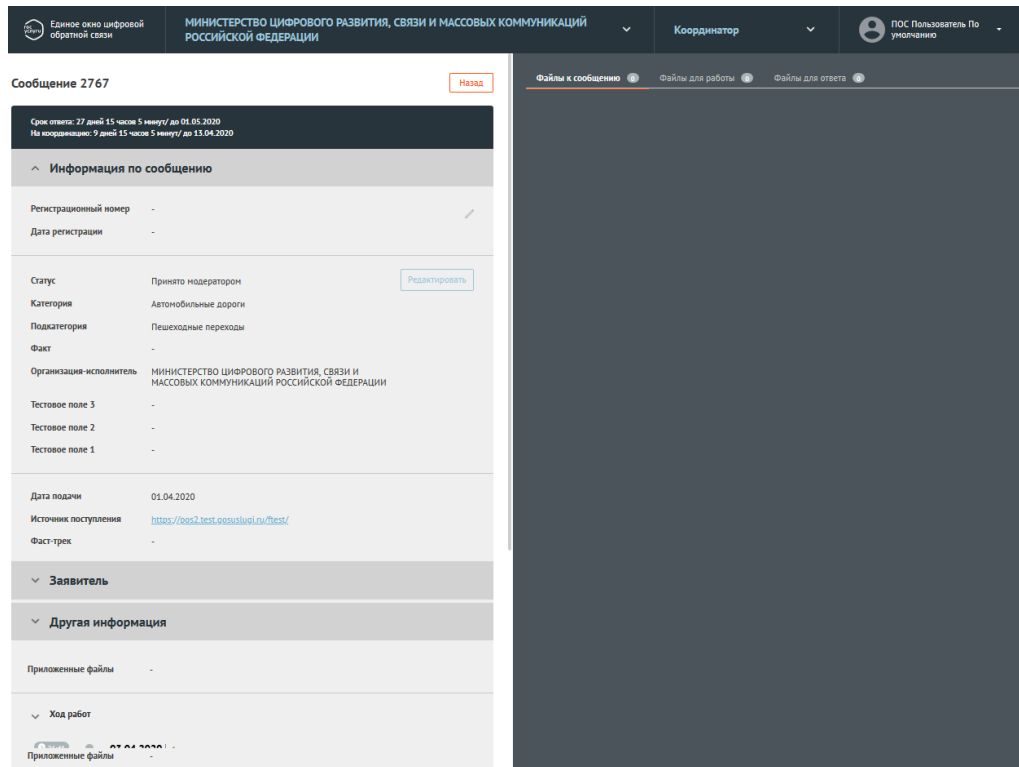 гос услуги
Единое окно цифровой
обратной связи
МИНИСТЕРСТВО ЦИФРОВОГО РАЗВИТИЯ, СВЯЗИ И МАССОВЫХ КОММУНИКАЦИЙ
РОССИЙСКОЙ ФЕДЕРАЦИИ
Координатор
ПОС Пользователь По
умолчанию
Сообщение 2767
Назад
Срок ответа: 27 дней 15 часов 5 минут/ до 01.05.2020
На координацию: 9 дней 15 часов 5 минут/ до 13.04.2020
Информация по сообщению
Регистрационный номер -
Дата регистрации -
Статус Принято модератором
Редактировать
Категория Автомобильные дороги
Подкатегория Пешеходные переходы
Факт -
Организация-исполнитель МИНИСТЕРСТВО ЦИФРОВОГО РАЗВИТИЯ, СВЯЗИ И
МАССОВЫХ КОММУНИКАЦИЙ РОССИЙСКОЙ ФЕДЕРАЦИИ
Тестовое поле 3 -
Тестовое поле 2 -
Тестовое поле 1 -
Дата подачи 01.04.2020
Источник поступления https://pos2.test.gosuslugi.ru/ftest/
Фаст-трек -
Заявитель
Другая информация
Приложенные файлы -
Ход работ
03.04.2020
Приложенные файлы -
Файлы к сообщению 0
Файлы для работы 0
Файлы для ответа 0